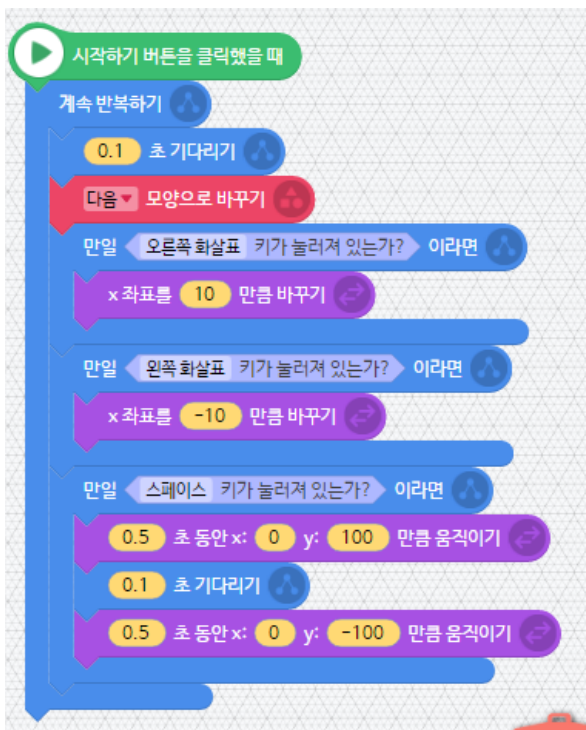 시작하기 버튼을 클릭했을 때
계속 반복하기
0.1 초 기다리기
다음 모양으로 바꾸기
만일 오른쪽 화살표 키가 눌러져 있는가? 이라면
x 좌표를 10 만큼 바꾸기
만일 왼쪽 화살표 키가 눌러져 있는가? 이라면
x 좌표를 -10 만큼 바꾸기
만일 스페이스 키가 눌러져 있는가? 이라면
0.5 초 동안 x: 0 y: 100 만큼 움직이기
0.1 초 기다리기
0.5 초 동안 x: 0 y: -100 만큼 움직이기